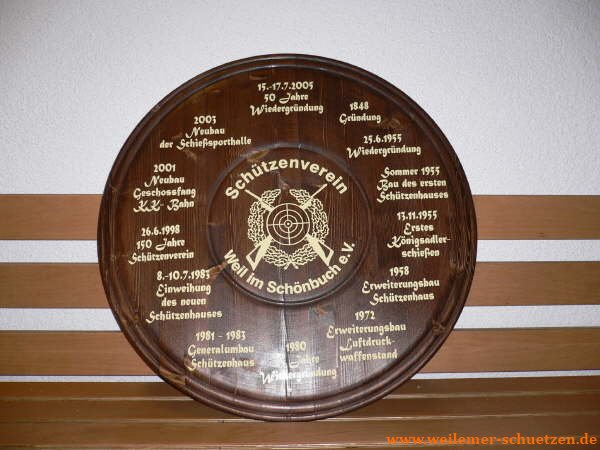 15.-17.7.2005
50 Jahre
Wiedergründung
1848
Gründung
25.6.1955
Wiedergründung
Sommer 1955
Bau des ersten
Schützenhauses
13.11.1955
Erstes
Königsadler-
schießen
1958
Erweiterungsbau
Schützenhaus
1972
Erweiterungsbau
Luftdruck-
waffenstand
1980
Jahre
Wiedergründung
1981 - 1983
Generalumbau
Schützenhaus
8.-10.7.1983
Einweihung
des neuen
Schützenhauses
26.6.1998
150 Jahre
Schützenverein
2001
Neubau
Geschossfang
KK- Bahn
2003
Neubau
der Schießsporthalle
Schützenverein
Weil im Schönbuch e.V.
www.weilemer-schuetzen.de